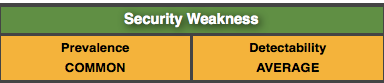 Security Weakness
Prevalence
COMMON
Detectability
AVERAGE